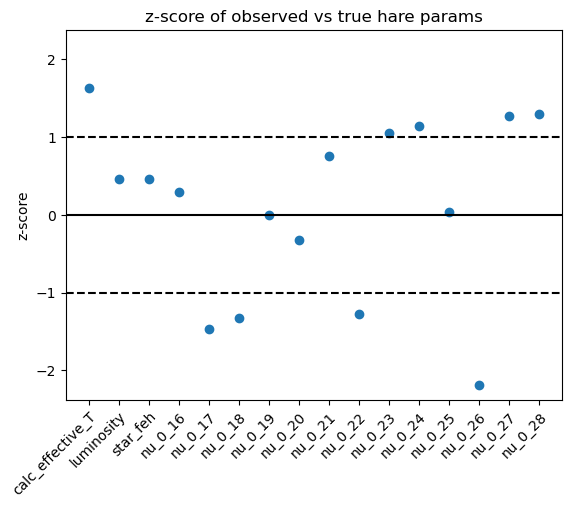 z-score of observed vs true hare params
z-score
2
1
0
−1
−2
calc_effective_T
luminosity
star_feh
nu_0_16
nu_0_17
nu_0_18
nu_0_19
nu_0_20
nu_0_21
nu_0_22
nu_0_23
nu_0_24
nu_0_25
nu_0_26
nu_0_27
nu_0_28